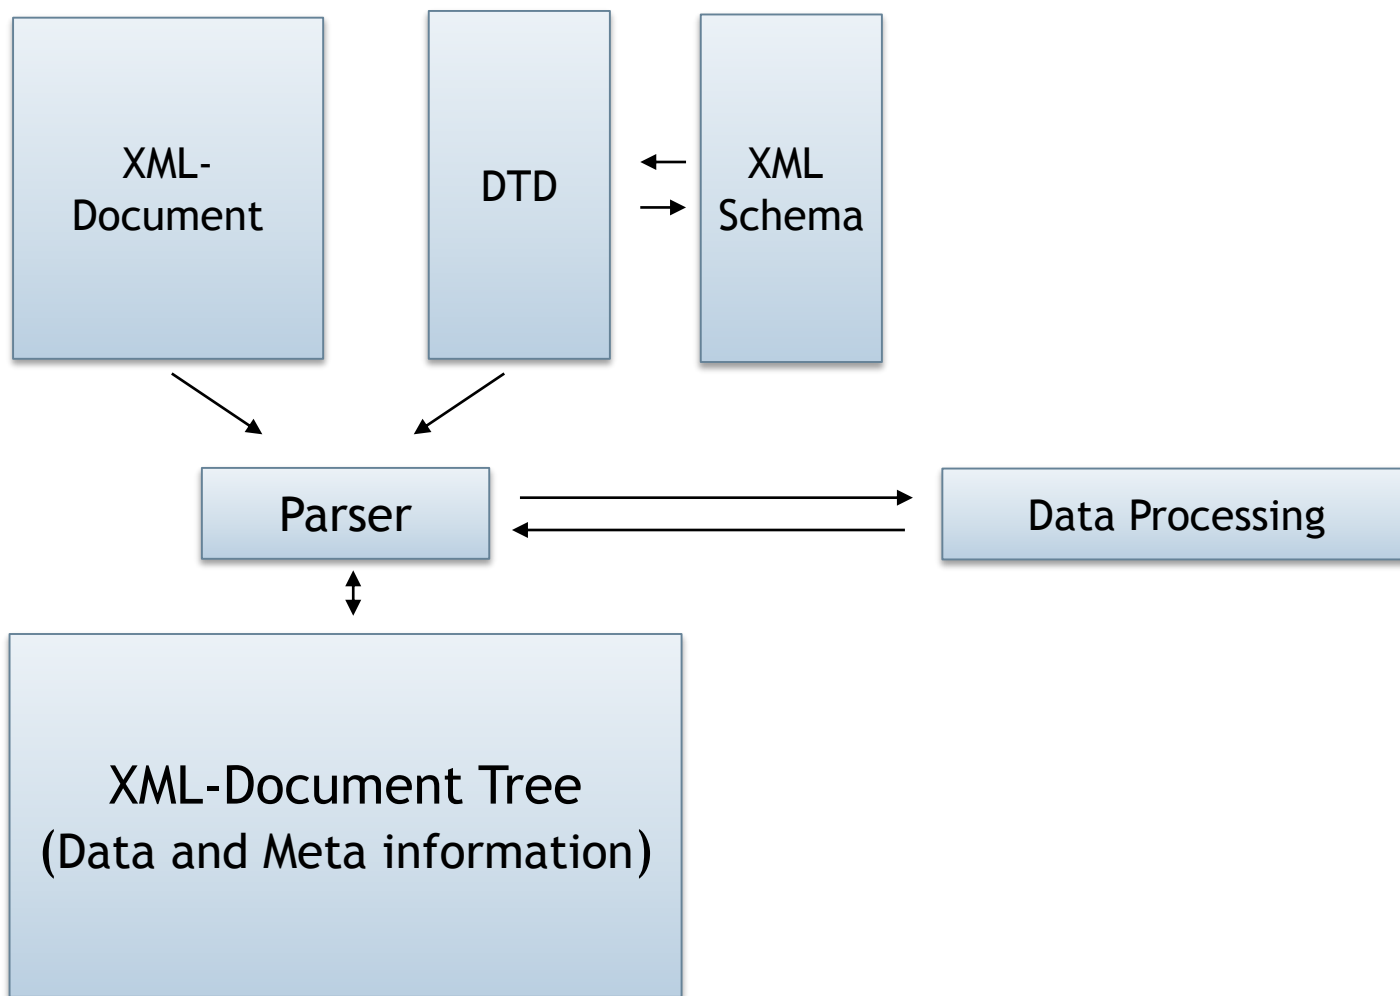 XML-
Document
DTD
XML
Schema
Parser
Data Processing
XML-Document Tree
(Data and Meta information)